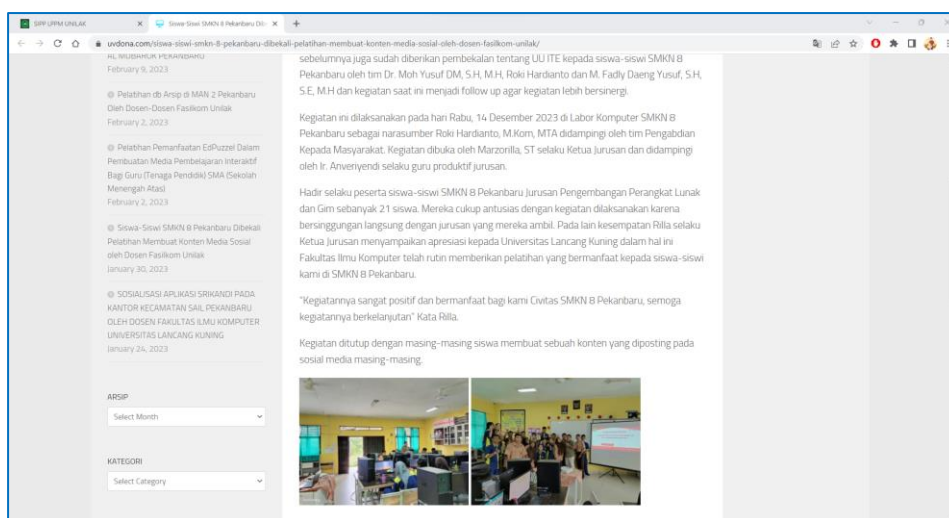 SIPP LPPM UNILAK
Siswa-Siswi SMKN 8 Pekanbaru Dib
uvdona.com/siswa-siswi-smkn-8-pekanbaru-dibekali-pelatihan-membuat-konten-media-sosial-oleh-dosen-fasilkom-unilak/
AL MUBAROK PEKANBARU
February 9, 2023
Pelatihan db Arsip di MAN 2 Pekanbaru
Oleh Dosen-Dosen Fasilkom Unilak
February 2, 2023
Pelatihan Pemanfaatan EdPuzzel Dalam
Pembuatan Media Pembelajaran Interaktif
Bagi Guru (Tenaga Pendidik) SMA (Sekolah
Menengah Atas)
February 2, 2023
Siswa-Siswi SMKN 8 Pekanbaru Dibekali
Pelatihan Membuat Konten Media Sosial
oleh Dosen Fasilkom Unilak
January 30, 2023
SOSIALISASI APLIKASI SRIKANDI PADA
KANTOR KECAMATAN SAIL PEKANBARU
OLEH DOSEN FAKULTAS ILMU KOMPUTER
UNIVERSITAS LANCANG KUNING
January 24, 2023
ARSIP
Select Month
KATEGORI
Select Category
sebelumnya juga sudah diberikan pembekalan tentang UU ITE kepada siswa-siswi SMKN 8
Pekanbaru oleh tim Dr. Moh Yusuf DM, S.H, M.H, Roki Hardianto dan M. Fadly Daeng Yusuf, S.H,
S.E, M.H dan kegiatan saat ini menjadi follow up agar kegiatan lebih bersinergi.
Kegiatan ini dilaksanakan pada hari Rabu, 14 Desember 2023 di Labor Komputer SMKN 8
Pekanbaru sebagai narasumber Roki Hardianto, M.Kom, MTA didampingi oleh tim Pengabdian
Kepada Masyarakat. Kegiatan dibuka oleh Marzorilla, ST selaku Ketua Jurusan dan didampingi
oleh Ir. Anveriyendi selaku guru produktif jurusan.
Hadir selaku peserta siswa-siswi SMKN 8 Pekanbaru Jurusan Pengembangan Perangkat Lunak
dan Gim sebanyak 21 siswa. Mereka cukup antusias dengan kegiatan dilaksanakan karena
bersinggungan langsung dengan jurusan yang mereka ambil. Pada lain kesempatan Rilla selaku
Ketua Jurusan menyampaikan apresiasi kepada Universitas Lancang Kuning dalam hal ini
Fakultas Ilmu Komputer telah rutin memberikan pelatihan yang bermanfaat kepada siswa-siswi
kami di SMKN 8 Pekanbaru.
"Kegiatannya sangat positif dan bermanfaat bagi kami Civitas SMKN 8 Pekanbaru, semoga
kegiatannya berkelanjutan" Kata Rilla.
Kegiatan ditutup dengan masing-masing siswa membuat sebuah konten yang diposting pada
sosial media masing-masing.